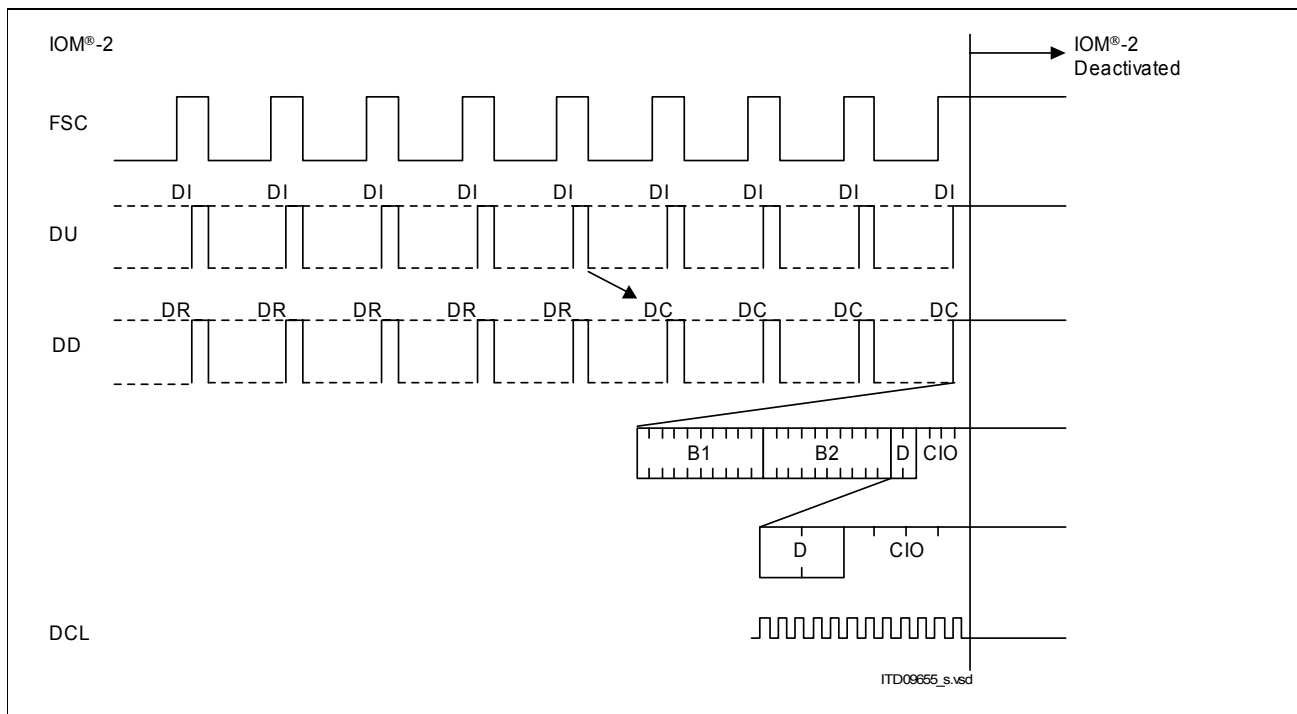 IOM®-2
IOM®-2
Deactivated
FSC
DI DI DI DI DI DI DI DI DI
DU
DR DR DR DR DR DC DC DC DC
DD
B1 B2 D CIO
D CIO
DCL
ITD09655_s.vsd